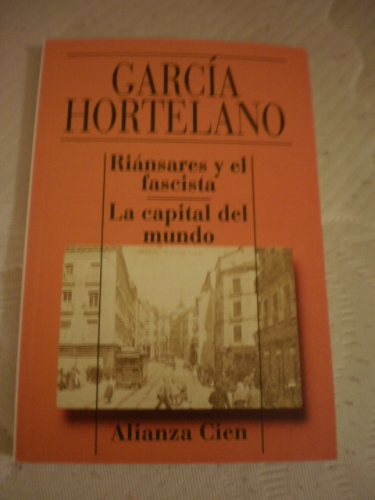 GARCÍA
HORTELANO
Riánsares y el
fascista
La capital del
mundo
Alianza Cien